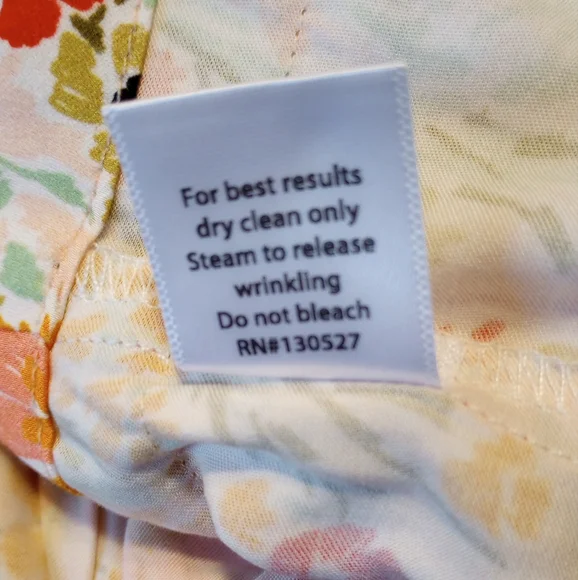 For best results
dry clean only
Steam to release
wrinkling
Do not bleach
RN#130527